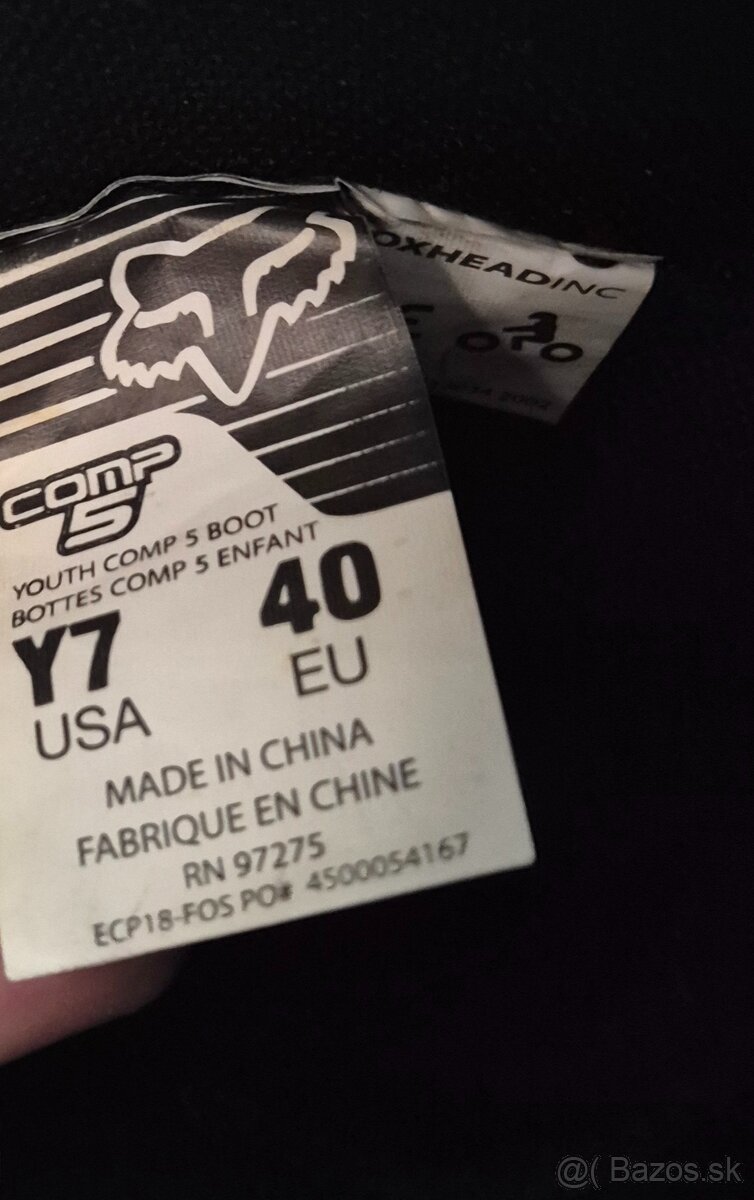 OXHEADINC
COMP
5
YOUTH COMP 5 BOOT
BOTTES COMP 5 ENFANT
Y7 40
USA EU
MADE IN CHINA
FABRIQUE EN CHINE
RN 97275
ECP18-FOS PO# 4500054167
@( Bazos.sk